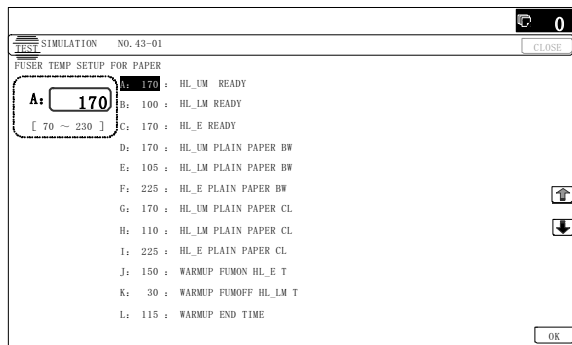 0
TEST SIMULATION NO. 43-01 CLOSE
FUSER TEMP SETUP FOR PAPER
A: 170
[ 70 ~ 230 ]
A: 170 : HL_UM READY
B: 100 : HL_LM READY
C: 170 : HL_E READY
D: 170 : HL_UM PLAIN PAPER BW
E: 105 : HL_LM PLAIN PAPER BW
F: 225 : HL_E PLAIN PAPER BW
G: 170 : HL_UM PLAIN PAPER CL
H: 110 : HL_LM PLAIN PAPER CL
I: 225 : HL_E PLAIN PAPER CL
J: 150 : WARMUP FUMON HL_E T
K: 30 : WARMUP FUMOFF HL_LM T
L: 115 : WARMUP END TIME
OK